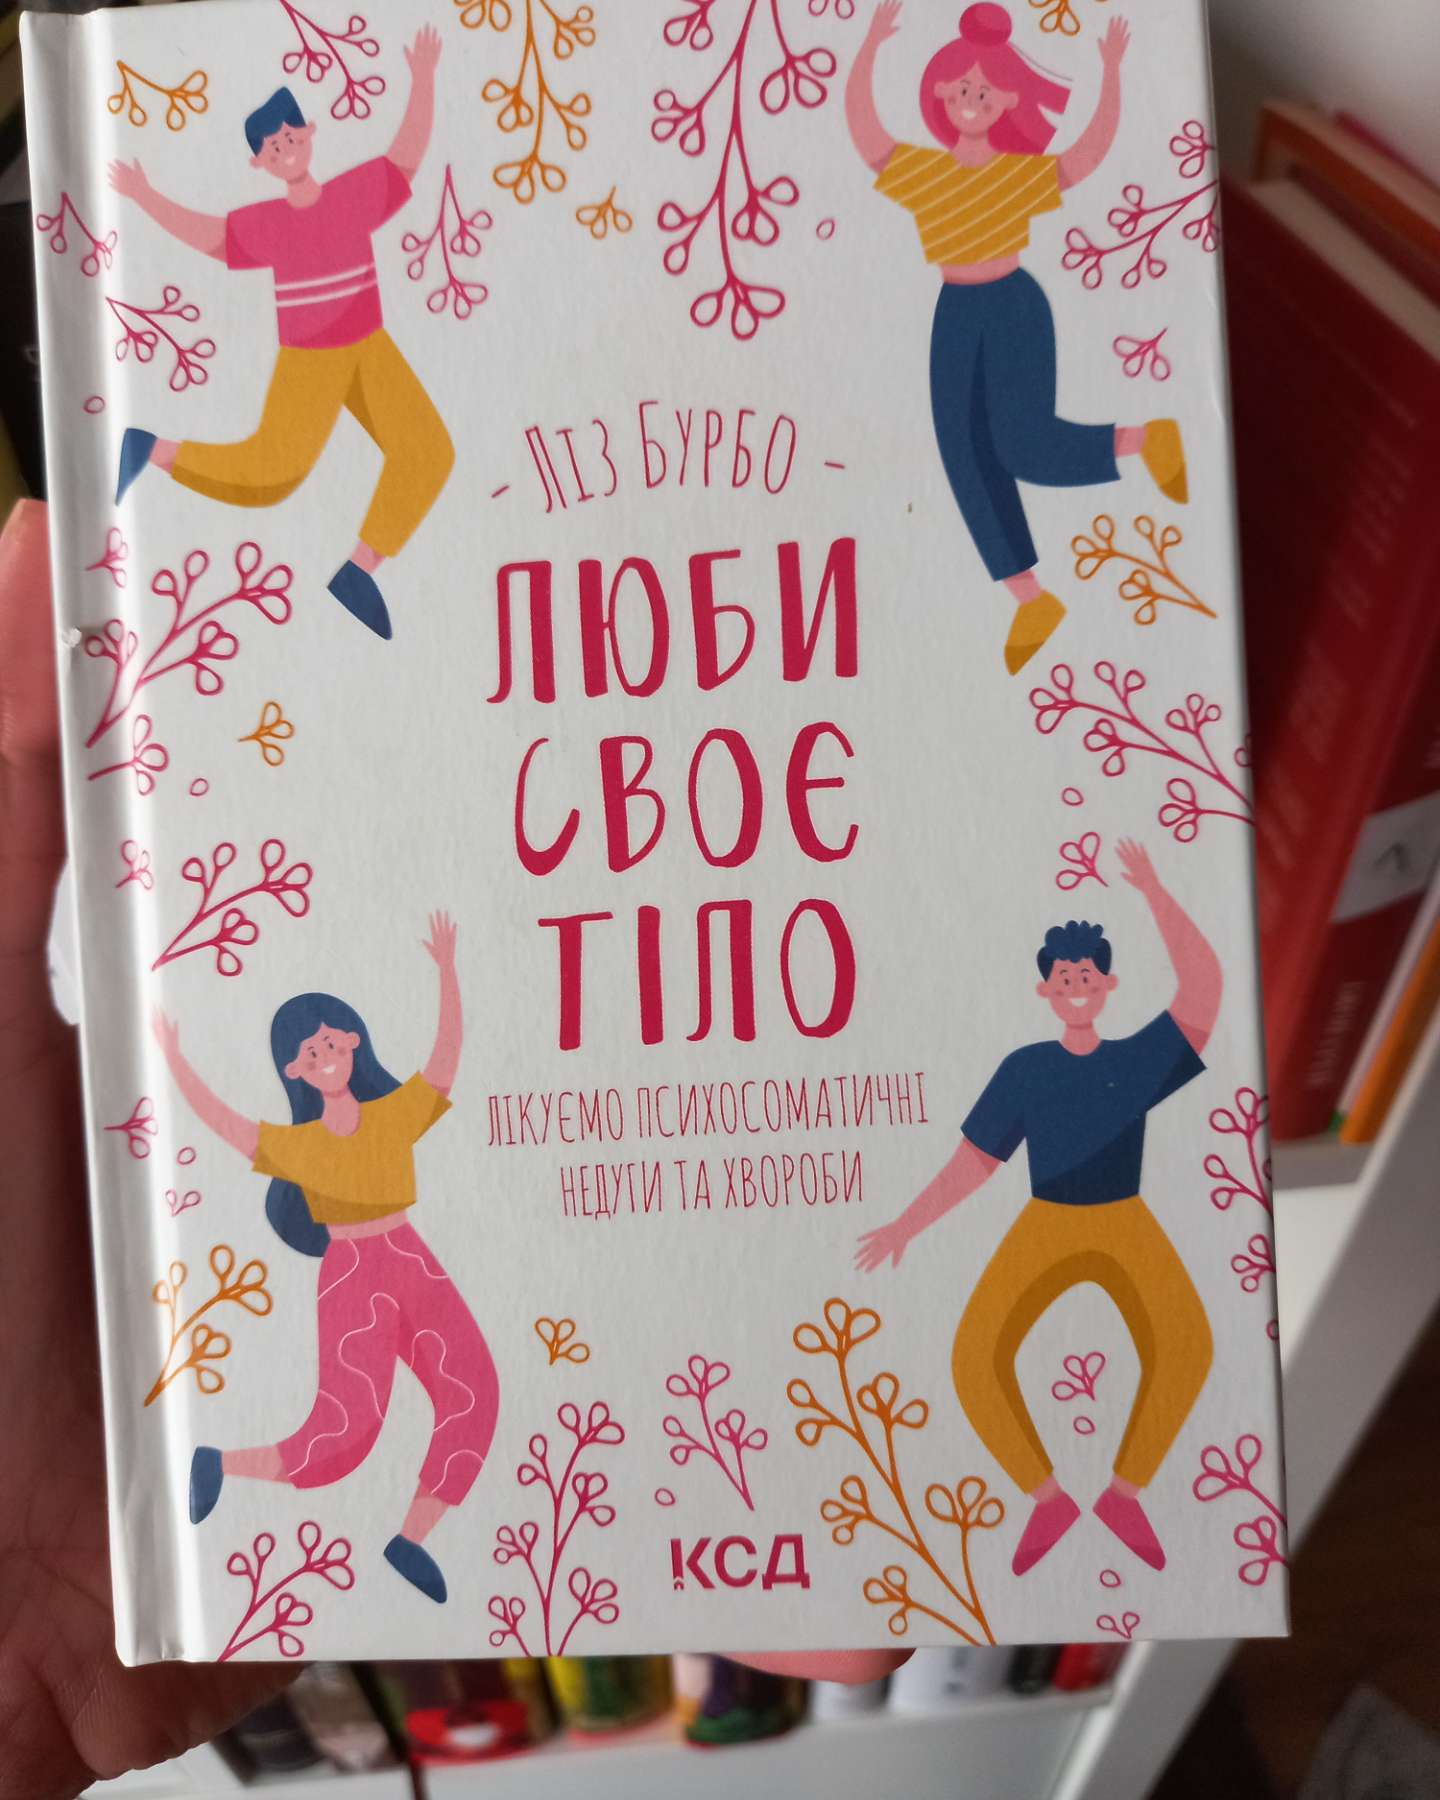 - Ліз Бурбо -
ЛЮБИ
СВОЄ
ТІЛО
ЛІКУЄМО ПСИХОСОМАТИЧНІ
НЕДУГИ ТА ХВОРОБИ
КСД